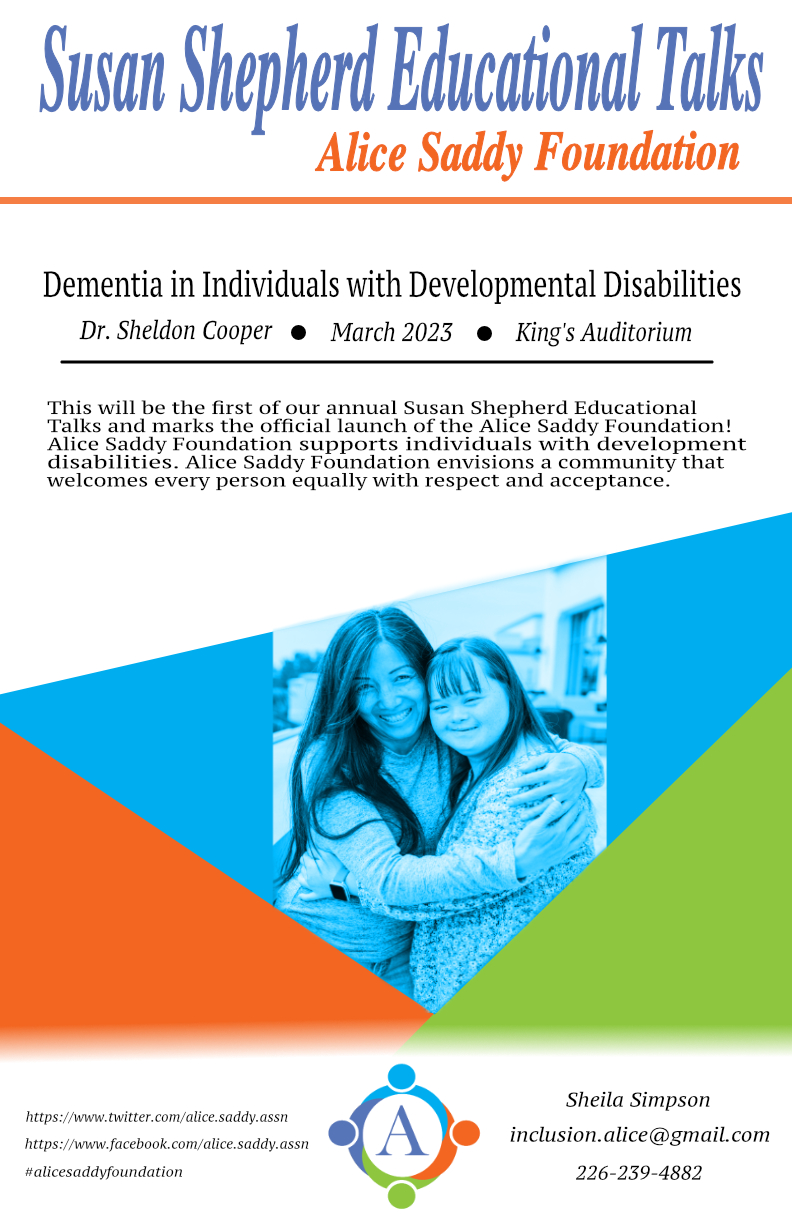 Susan Shepherd Educational Talks
Alice Saddy Foundation
Dementia in Individuals with Developmental Disabilities
Dr. Sheldon Cooper ● March 2023 ● King's Auditorium
This will be the first of our annual Susan Shepherd Educational
Talks and marks the official launch of the Alice Saddy Foundation!
Alice Saddy Foundation supports individuals with development
disabilities. Alice Saddy Foundation envisions a community that
welcomes every person equally with respect and acceptance.
https://www.twitter.com/alice.saddy.assn
https://www.facebook.com/alice.saddy.assn
#alicesaddyfoundation
A
Sheila Simpson
inclusion.alice@gmail.com
226-239-4882